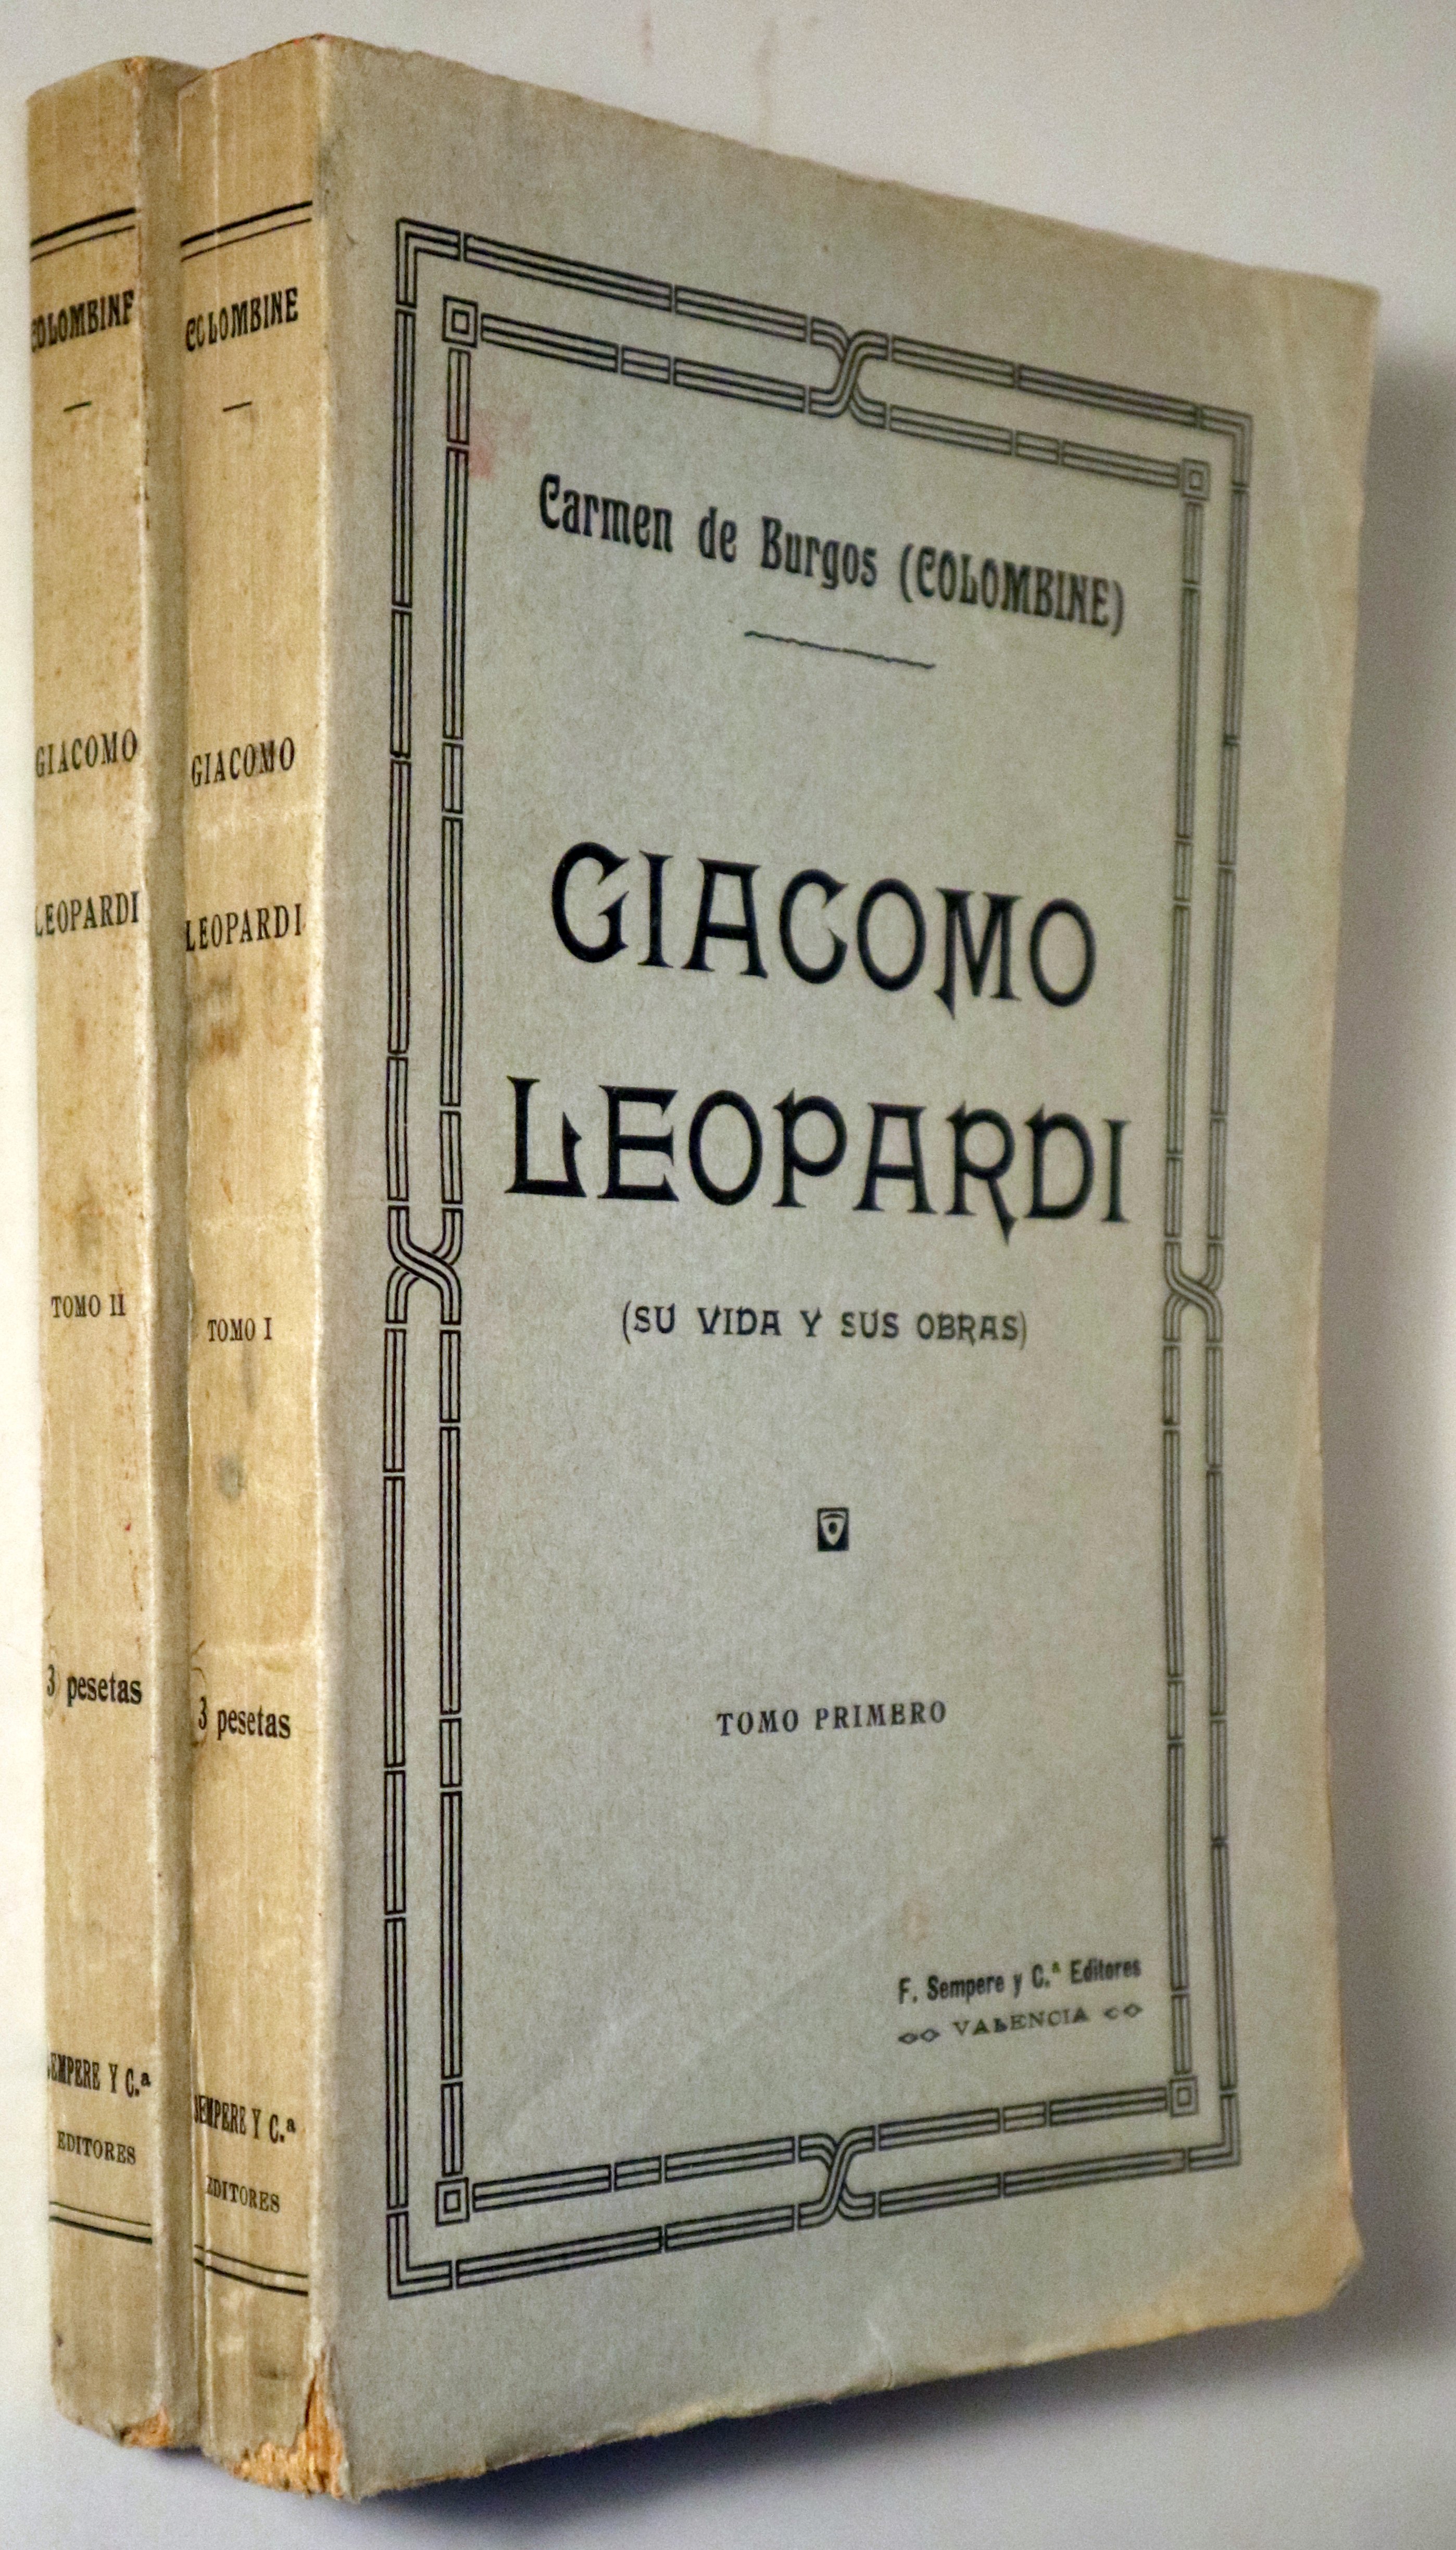 COLOMBINE
GIACOMO
LEOPARDI
TOMO II
3 pesetas
SEMPERE Y C.ª
EDITORES
COLOMBINE
GIACOMO
LEOPARDI
TOMO I
3 pesetas
SEMPERE Y C.ª
EDITORES
Carmen de Burgos (COLOMBINE)
GIACOMO
LEOPARDI
(SU VIDA Y SUS OBRAS)
TOMO PRIMERO
F. Sempere y C.ª Editores
VALENCIA